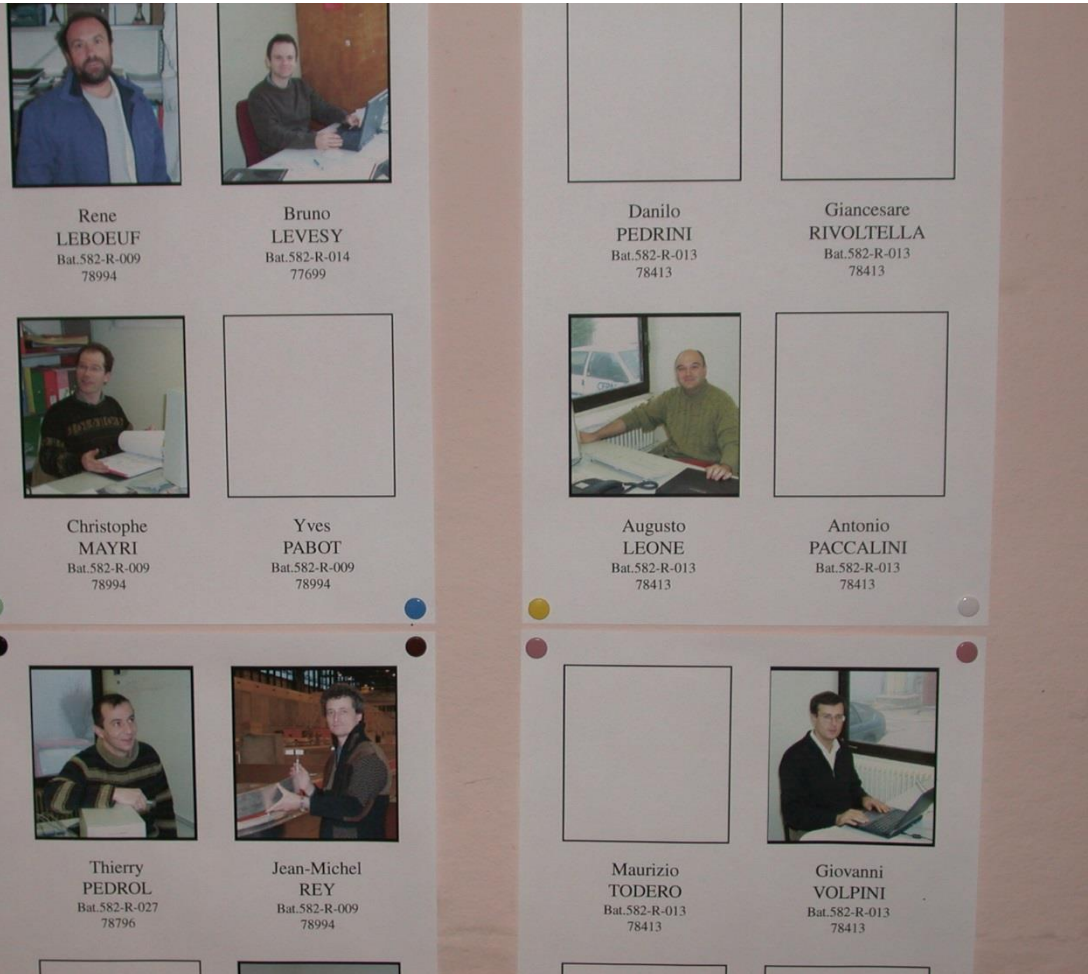 Rene
LEBOEUF
Bat.582-R-009
78994
Bruno
LEVESY
Bat.582-R-014
77699
Danilo
PEDRINI
Bat.582-R-013
78413
Giancesare
RIVOLTELLA
Bat.582-R-013
78413
Christophe
MAYRI
Bat.582-R-009
78994
Yves
PABOT
Bat.582-R-009
78994
Augusto
LEONE
Bat.582-R-013
78413
Antonio
PACCALINI
Bat.582-R-013
78413
Thierry
PEDROL
Bat.582-R-027
78796
Jean-Michel
REY
Bat.582-R-009
78994
Maurizio
TODERO
Bat.582-R-013
78413
Giovanni
VOLPINI
Bat.582-R-013
78413